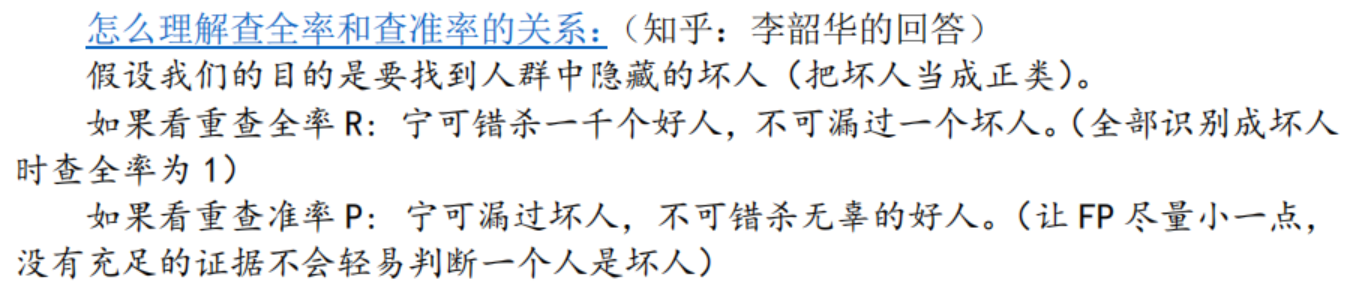 怎么理解查全率和查准率的关系:（知乎：李韶华的回答）
假设我们的目的是要找到人群中隐藏的坏人（把坏人当成正类）。
如果看重查全率 R：宁可错杀一千个好人，不可漏过一个坏人。（全部识别成坏人
时查全率为 1）
如果看重查准率 P：宁可漏过坏人，不可错杀无辜的好人。（让 FP 尽量小一点，
没有充足的证据不会轻易判断一个人是坏人）